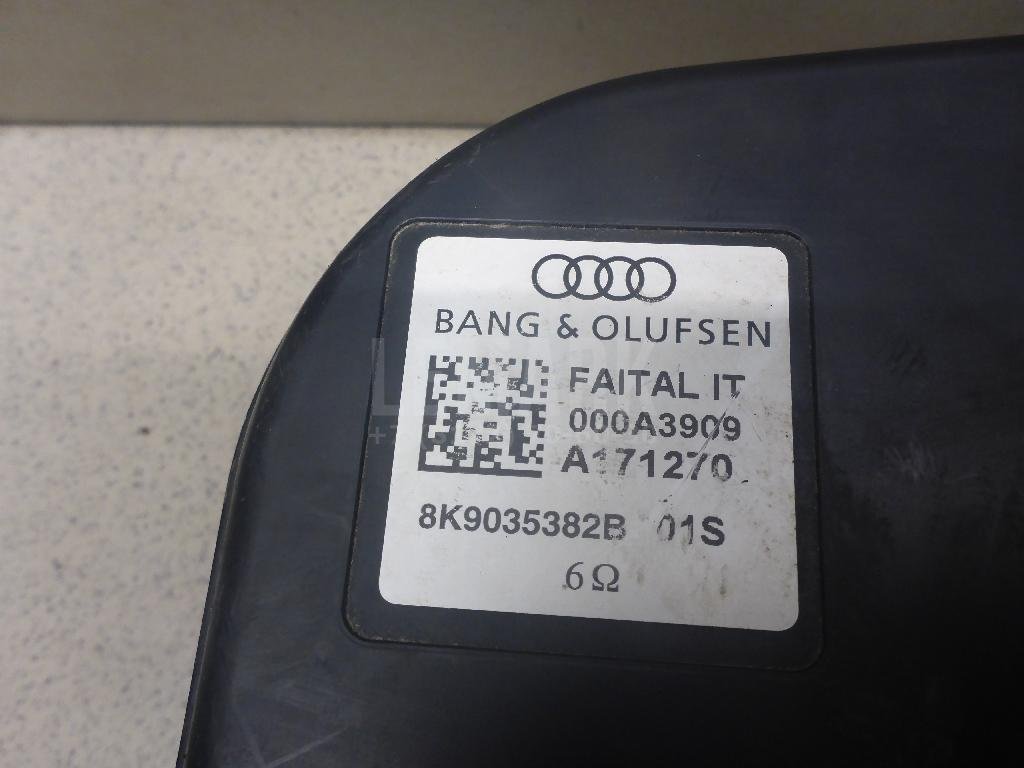 BANG & OLUFSEN
FAITAL IT
000A3909
A171270
8K9035382B 01S
6Ω